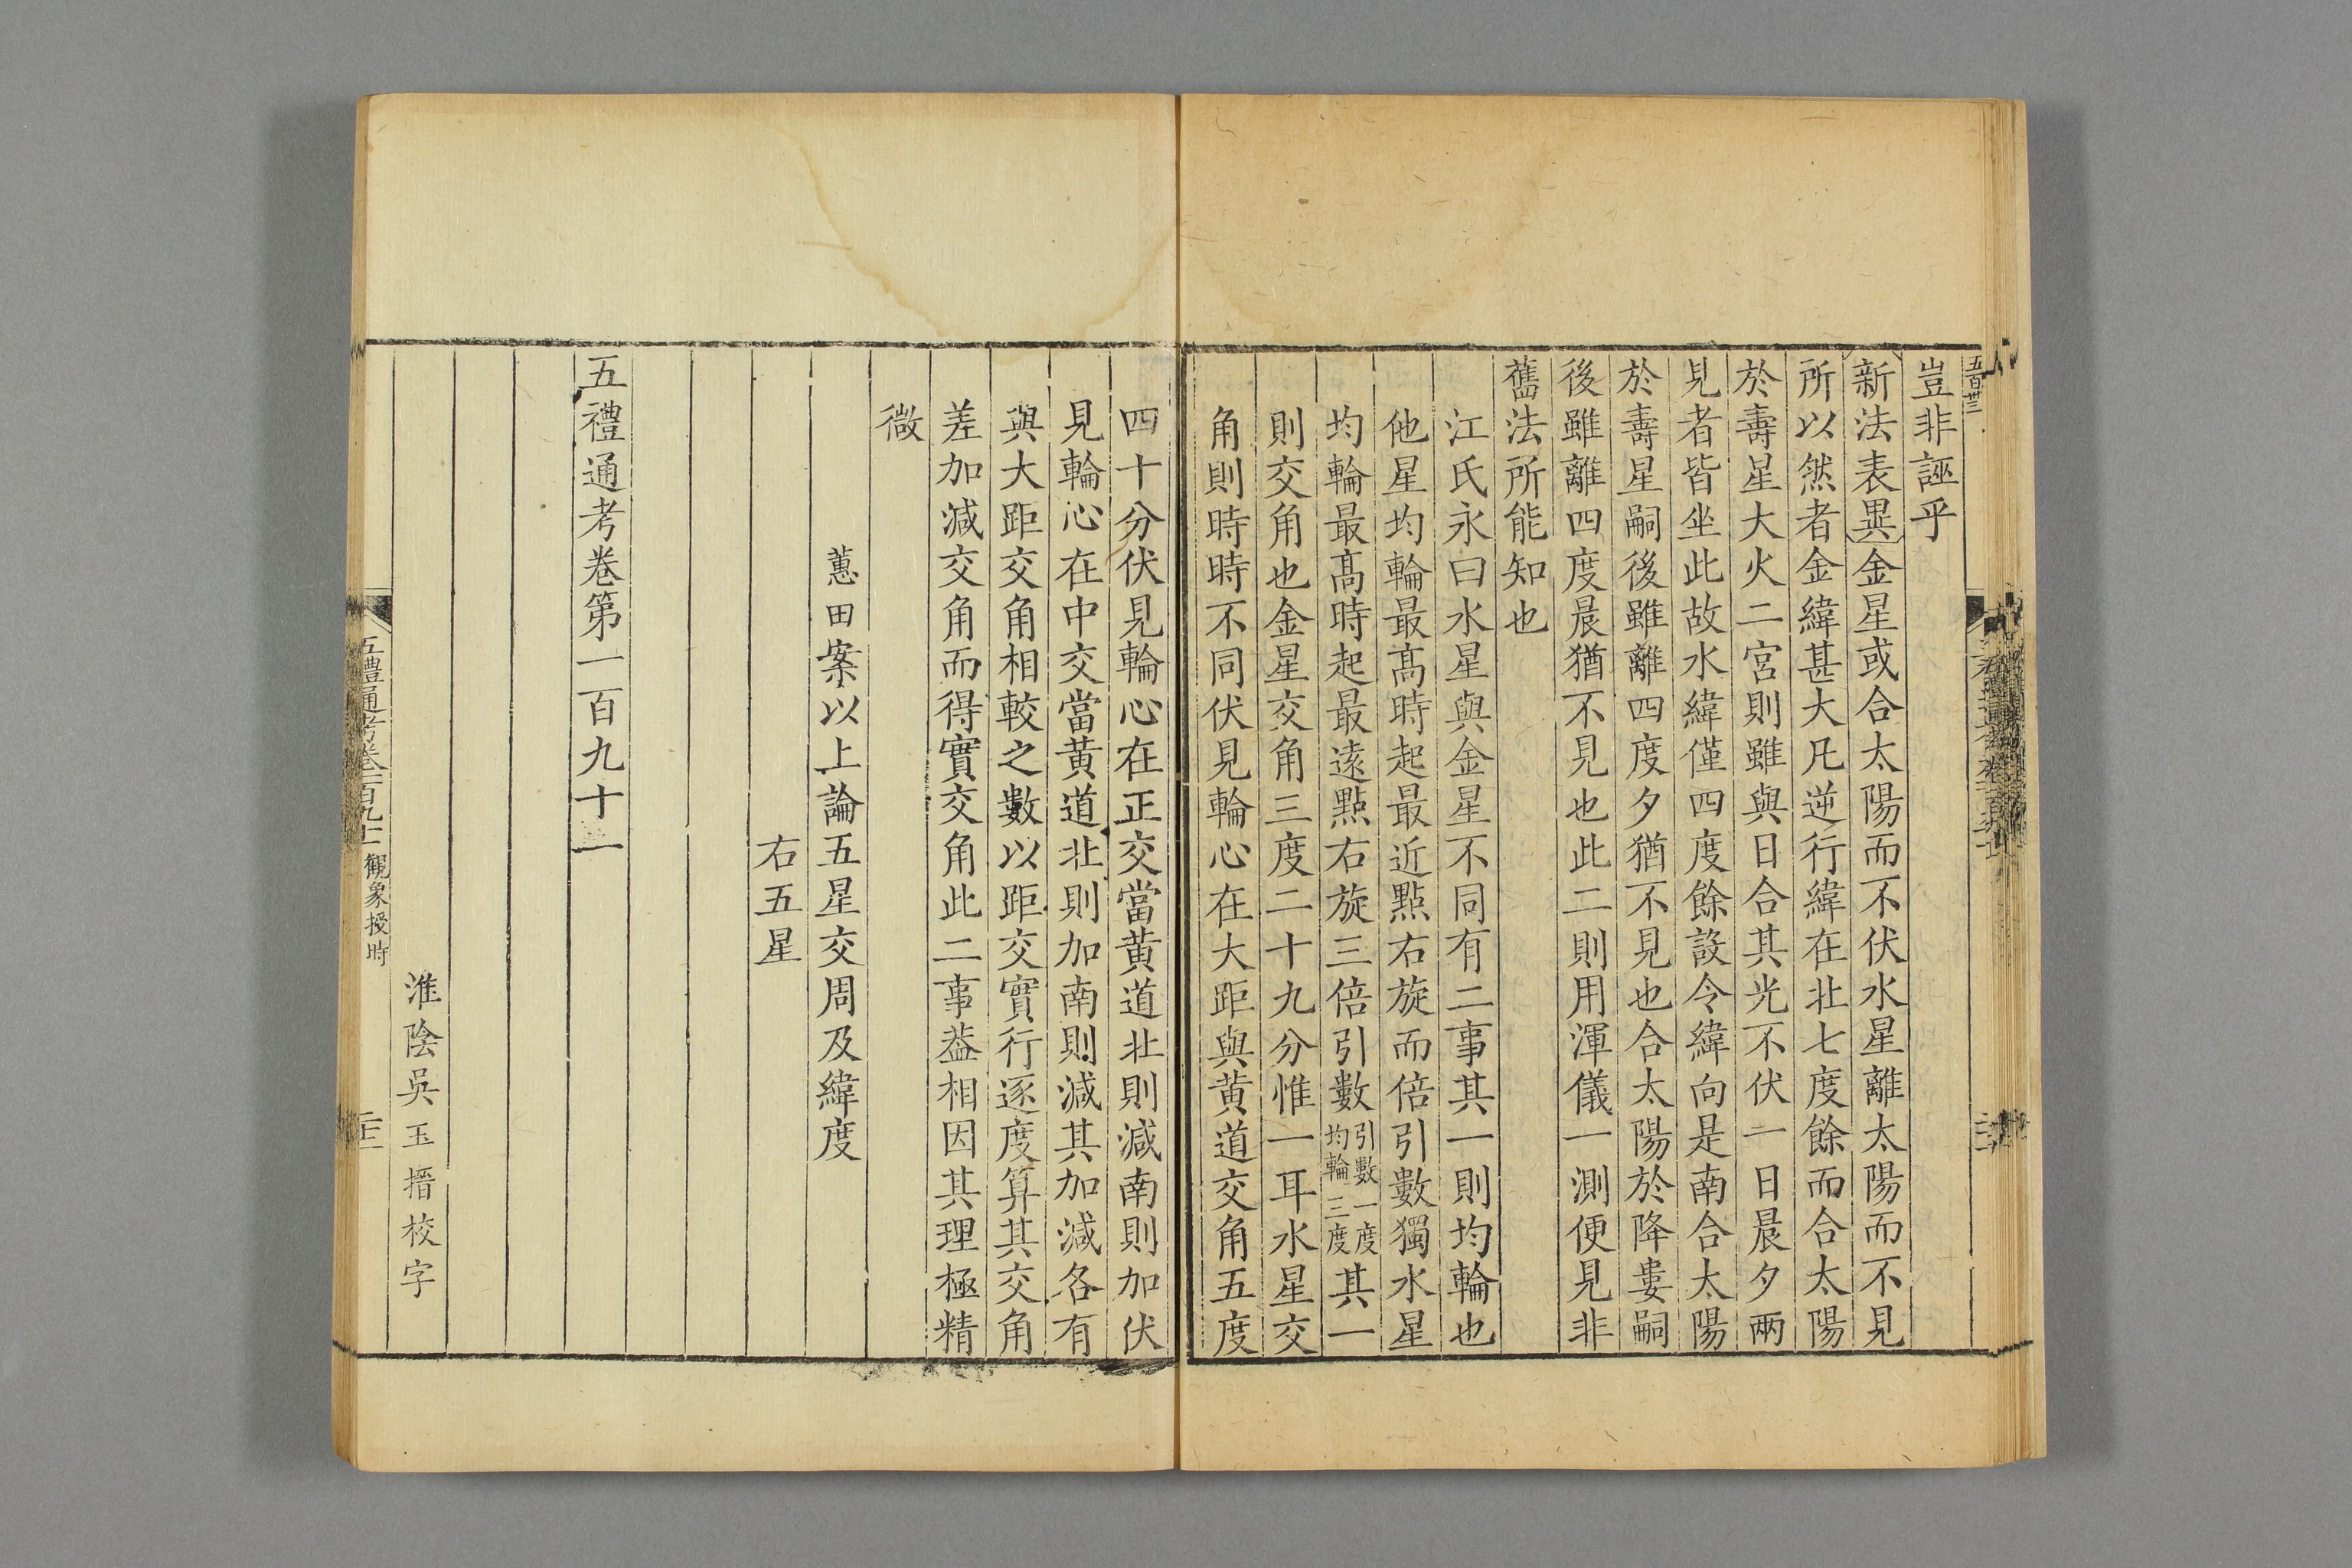 五百卅三
豈非誣乎
新法表異金星或合太陽而不伏水星離太陽而不見
所以然者金緯甚大凡逆行緯在北七度餘而合太陽
於壽星大火二宮則雖與日合其光不伏一日晨夕兩
見者皆坐此故水緯僅四度餘設令緯向是南合太陽
於壽星嗣後雖離四度夕猶不見也合太陽於降婁嗣
後雖離四度晨猶不見也此二則用渾儀一測便見非
舊法所能知也
江氏永曰水星與金星不同有二事其一則均輪也
他星均輪最高時起最近點右旋而倍引數獨水星
均輪最高時起最遠點右旋三倍引數引數一度均輪三度其一
則交角也金星交角三度二十九分惟一耳水星交
角則時時不同伏見輪心在大距與黃道交角五度
四十分伏見輪心在正交當黃道北則減南則加伏
見輪心在中交當黃道北則加南則減其加減各有
與大距交角相較之數以距交實行逐度算其交角
差加減交角而得實交角此二事葢相因其理極精
微
蕙田案以上論五星交周及緯度
右五星
五禮通考卷第一百九十一
淮陰吳玉搢校字
五禮通考卷一百九十一 觀象授時